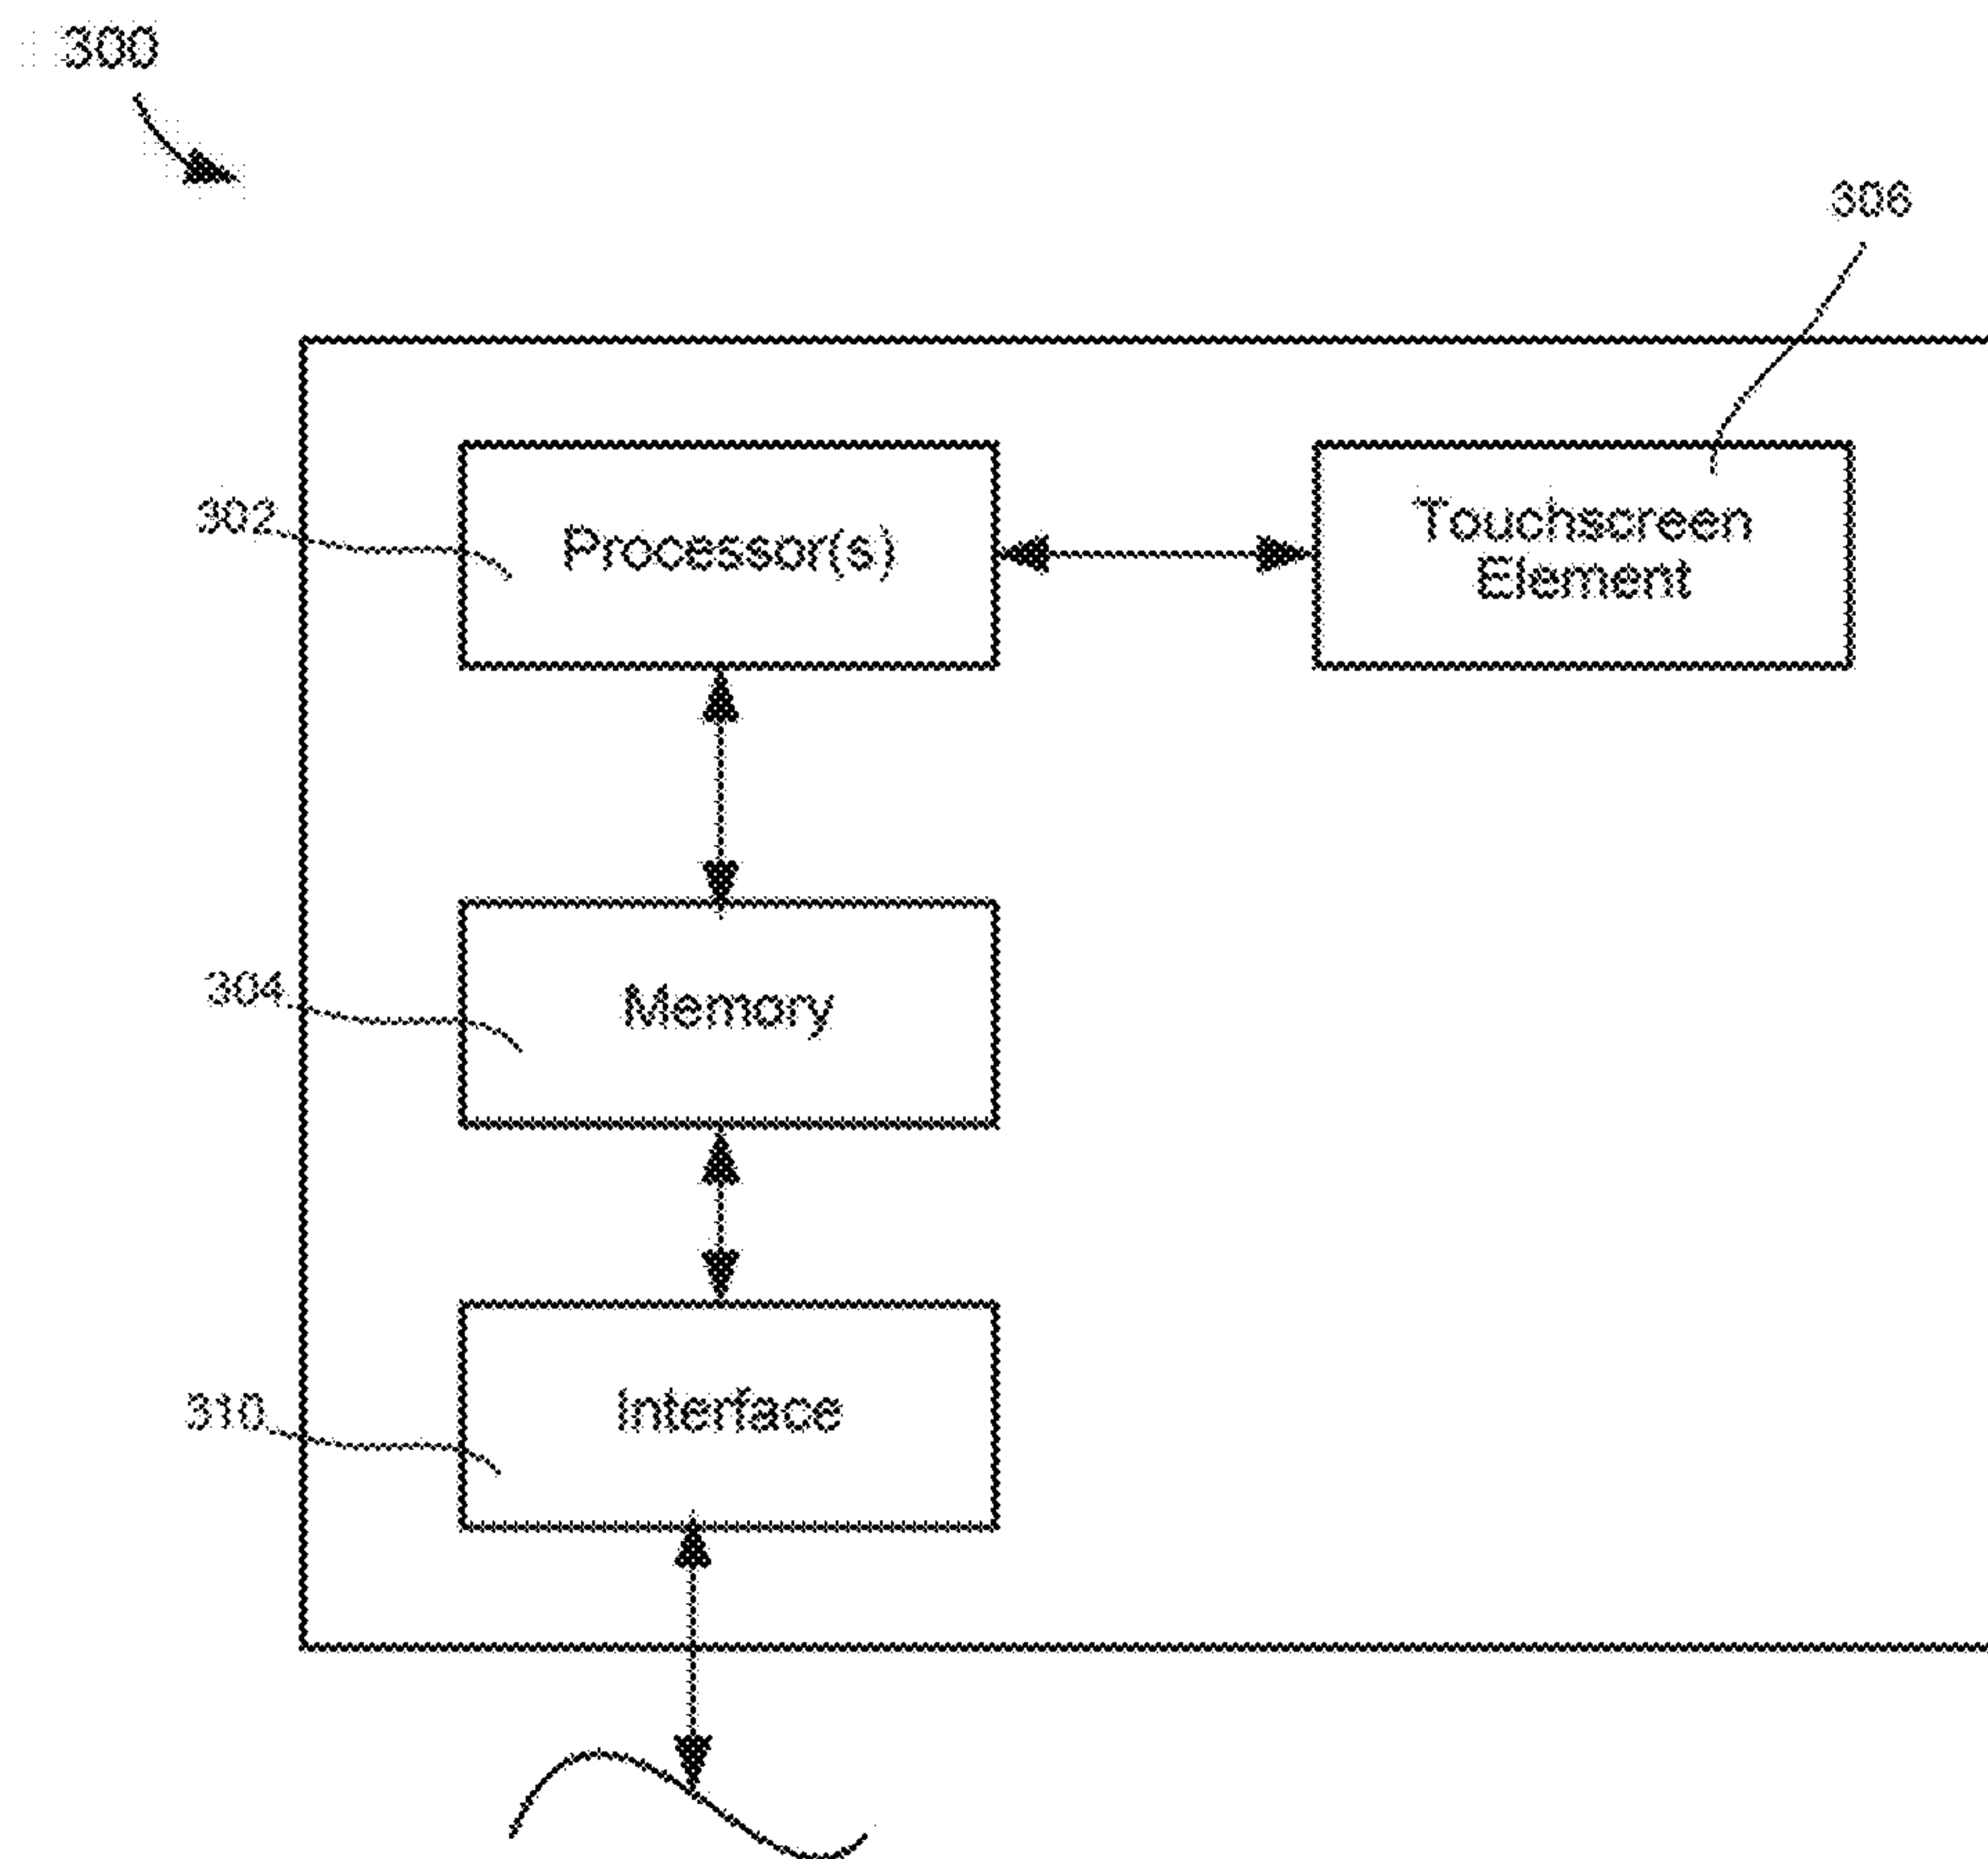 300
306
302
Processor(s)
Touchscreen
Element
304
Memory
310
Interface